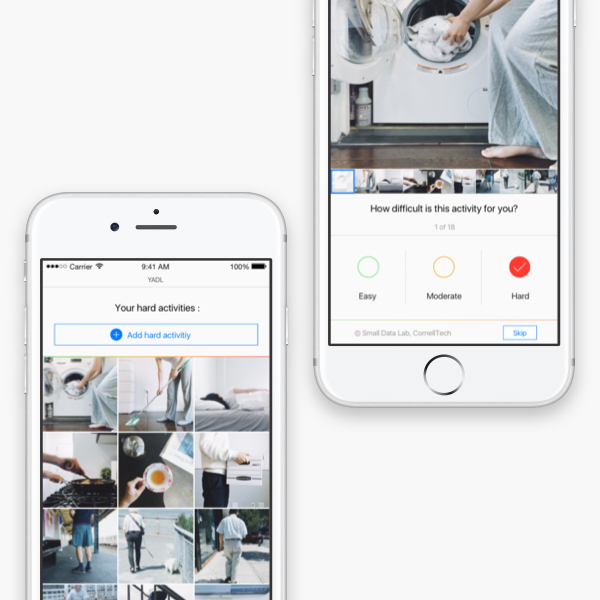 How difficult is this activity for you?
1 of 18
Easy
Moderate
Hard
© Small Data Lab, CornellTech
Skip
Carrier
9:41 AM
100%
YADL
Your hard activities :
Add hard activitiy